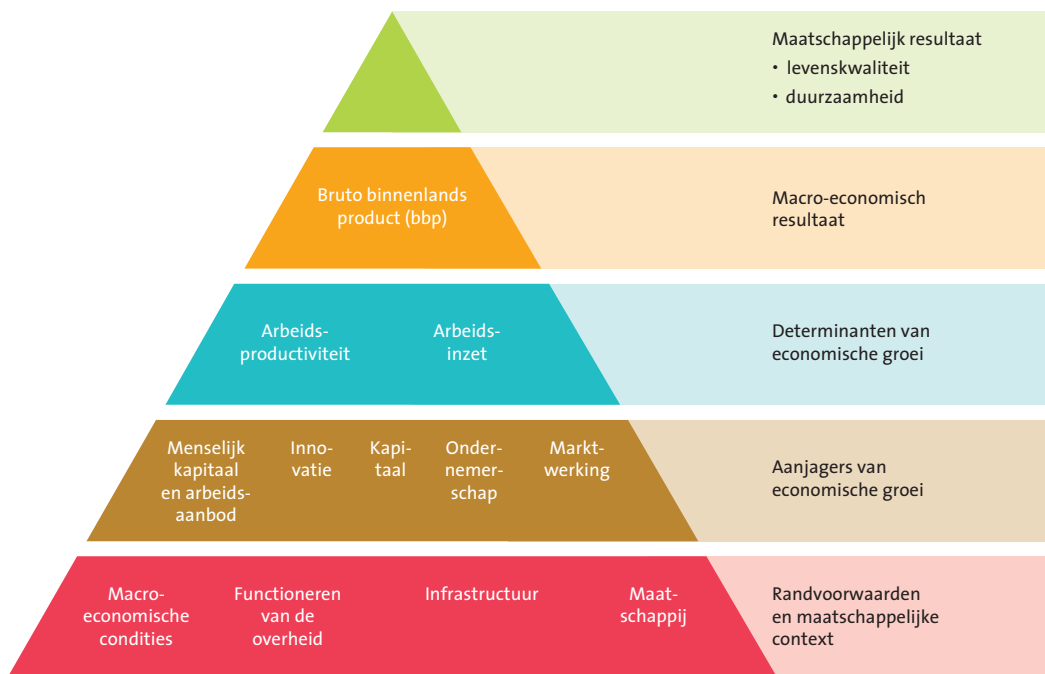 Maatschappelijk resultaat
• levenskwaliteit
• duurzaamheid
Bruto binnenlands
product (bbp)
Macro-economisch
resultaat
Arbeids-
productiviteit
Arbeids-
inzet
Determinanten van
economische groei
Menselijk
kapitaal
en arbeids-
aanbod
Inno-
vatie
Kapi-
taal
Onder-
nemer-
schap
Markt-
werking
Aanjagers van
economische groei
Macro-
economische
condities
Functioneren
van de
overheid
Infrastructuur
Maat-
schappij
Randvoorwaarden
en maatschappelijke
context